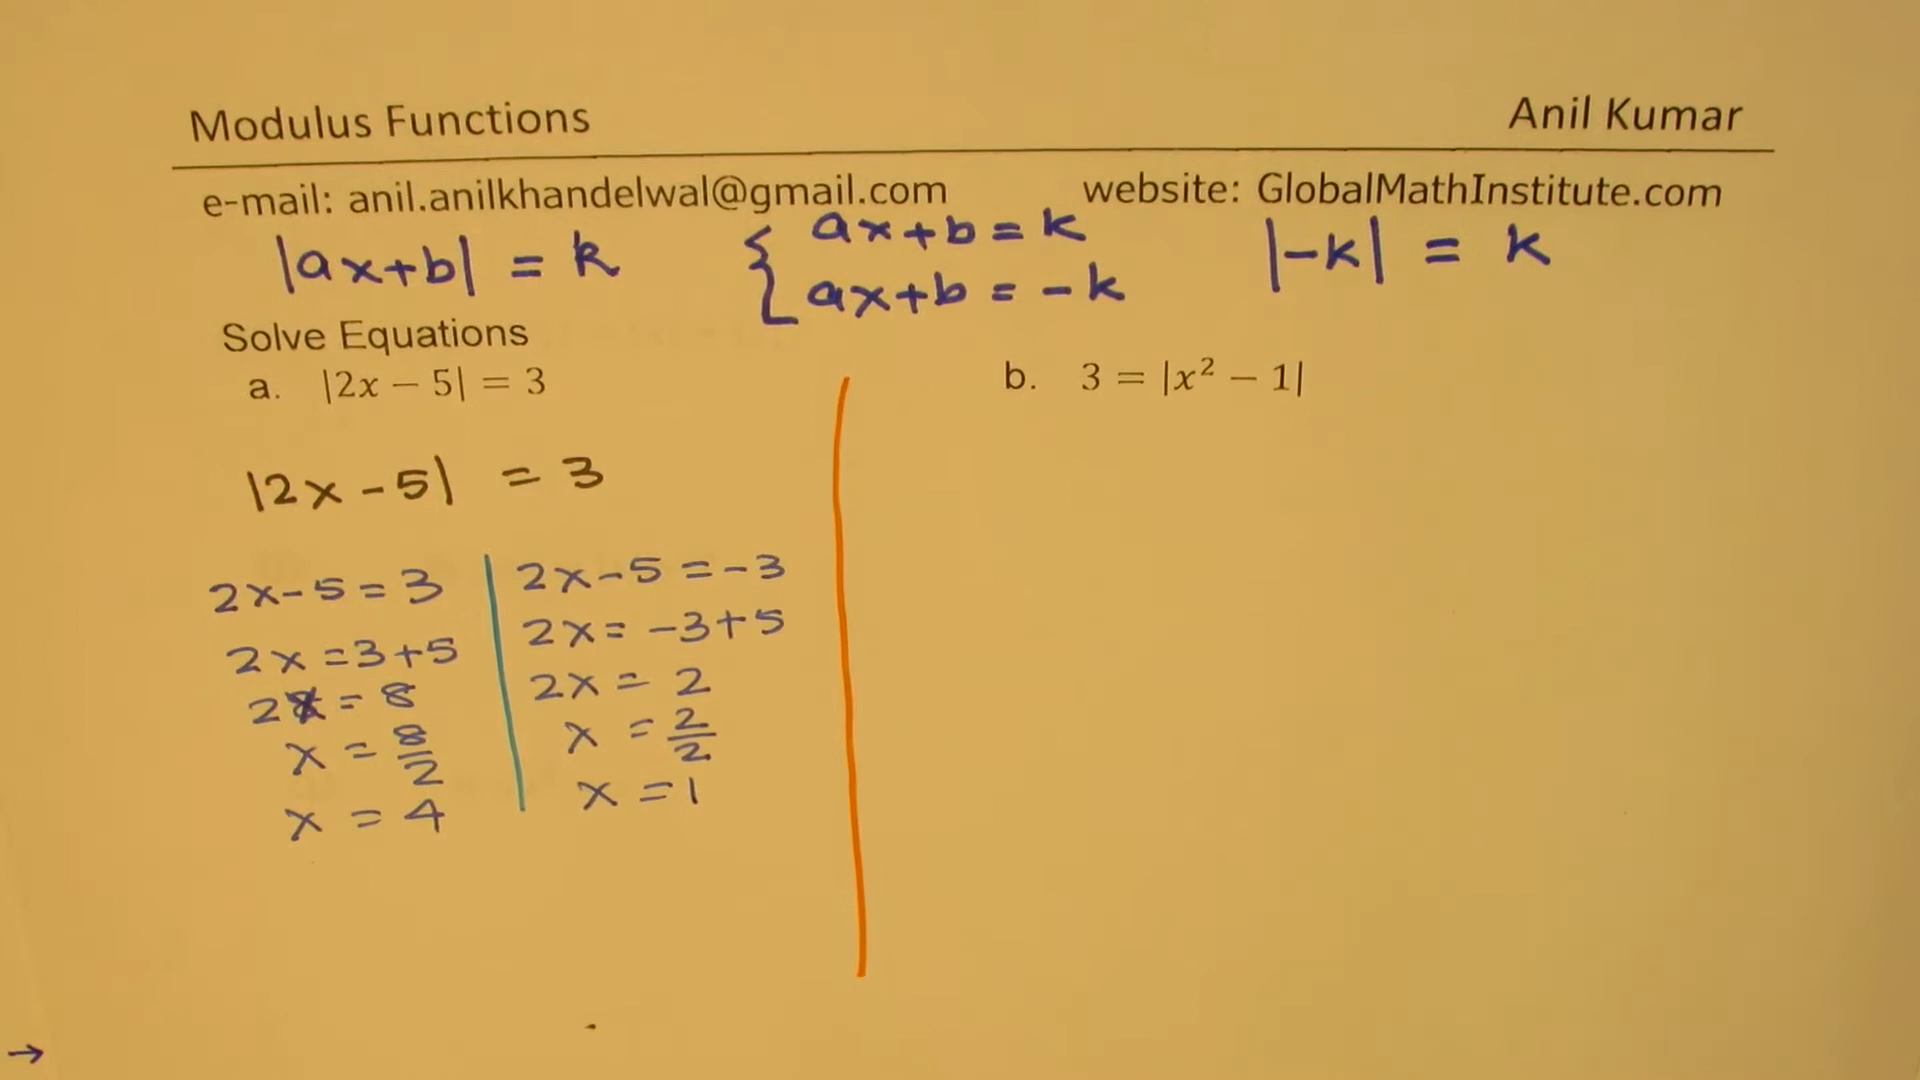 Modulus Functions Anil Kumar
e-mail: anil.anilkhandelwal@gmail.com website: GlobalMathInstitute.com
|ax+b| = k { ax+b = k |-k| = k
ax+b = -k
Solve Equations
a. |2x − 5| = 3
b. 3 = |x² − 1|
|2x-5| = 3
2x-5=3
2x=3+5
2x=8
x=8/2
x=4
2x-5=-3
2x=-3+5
2x=2
x=2/2
x=1
→